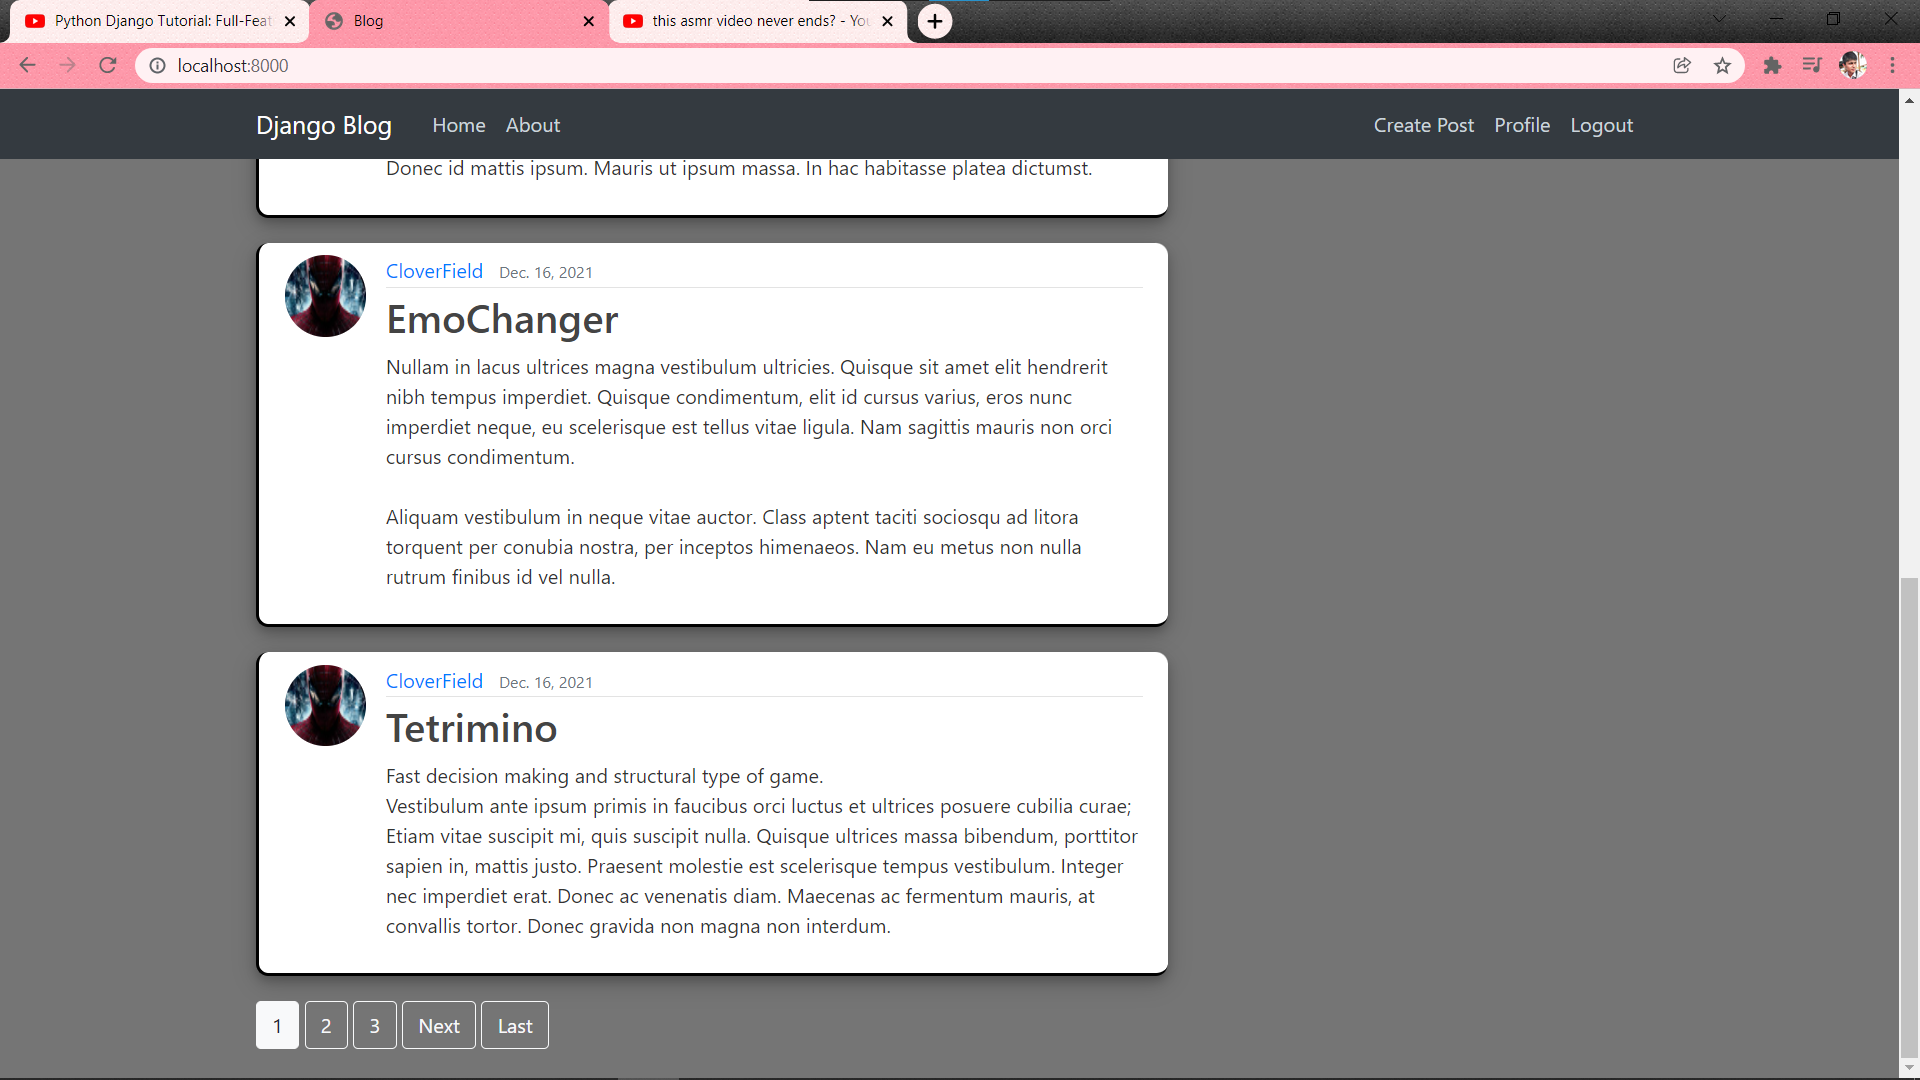 Python Django Tutorial: Full-Feat
Blog
this asmr video never ends? - You
localhost:8000
Django Blog Home About Create Post Profile Logout
Donec id mattis ipsum. Mauris ut ipsum massa. In hac habitasse platea dictumst.
CloverField Dec. 16, 2021
EmoChanger
Nullam in lacus ultrices magna vestibulum ultricies. Quisque sit amet elit hendrerit
nibh tempus imperdiet. Quisque condimentum, elit id cursus varius, eros nunc
imperdiet neque, eu scelerisque est tellus vitae ligula. Nam sagittis mauris non orci
cursus condimentum.
Aliquam vestibulum in neque vitae auctor. Class aptent taciti sociosqu ad litora
torquent per conubia nostra, per inceptos himenaeos. Nam eu metus non nulla
rutrum finibus id vel nulla.
CloverField Dec. 16, 2021
Tetrimino
Fast decision making and structural type of game.
Vestibulum ante ipsum primis in faucibus orci luctus et ultrices posuere cubilia curae;
Etiam vitae suscipit mi, quis suscipit nulla. Quisque ultrices massa bibendum, porttitor
sapien in, mattis justo. Praesent molestie est scelerisque tempus vestibulum. Integer
nec imperdiet erat. Donec ac venenatis diam. Maecenas ac fermentum mauris, at
convallis tortor. Donec gravida non magna non interdum.
1 2 3 Next Last